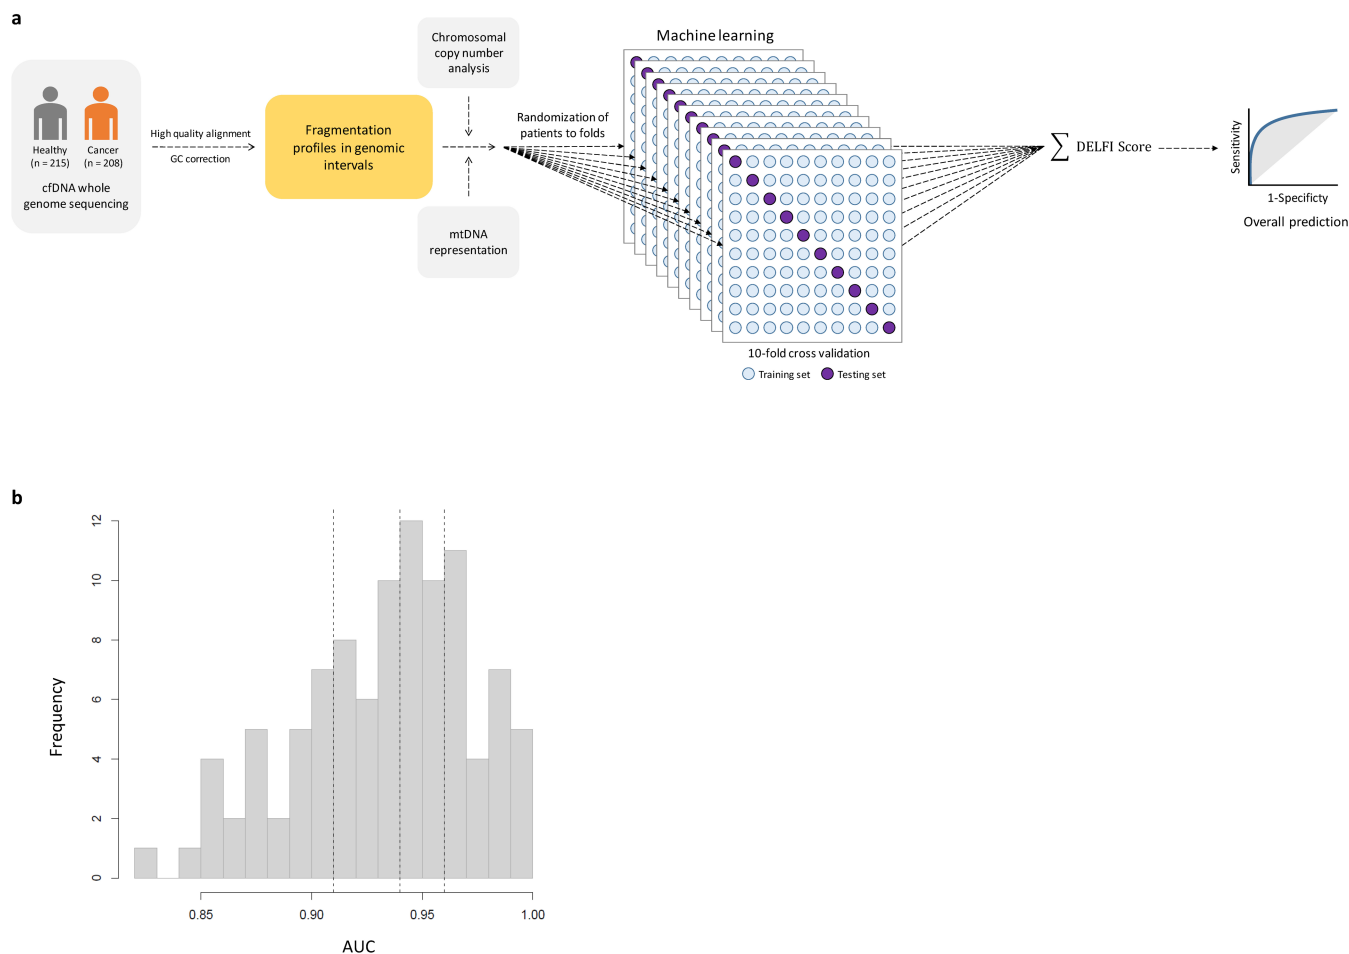 a
Healthy
(n = 215)
Cancer
(n = 208)
cfDNA whole
genome sequencing
High quality alignment
GC correction
Fragmentation
profiles in genomic
intervals
Chromosomal
copy number
analysis
mtDNA
representation
Randomization of
patients to folds
Machine learning
10-fold cross validation
Training set
Testing set
∑ DELFI Score
Sensitivity
1-Specificty
Overall prediction
b
Frequency
12
10
8
6
4
2
0
0.85
0.90
0.95
1.00
AUC